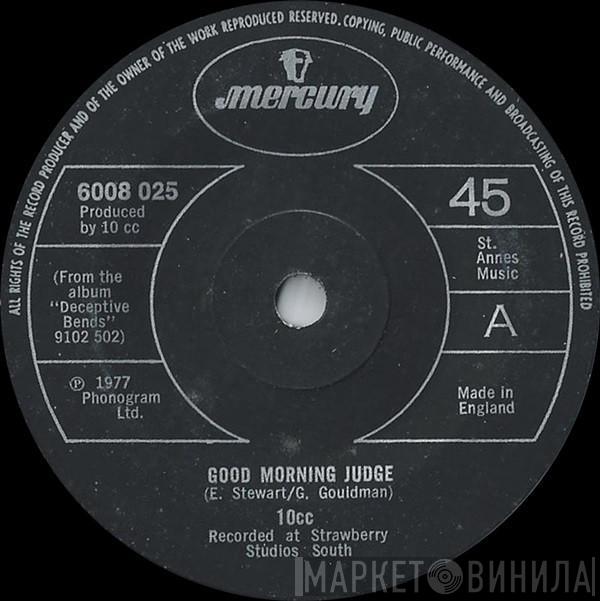 ALL RIGHTS OF THE RECORD PRODUCER AND OF THE OWNER OF THE WORK REPRODUCED RESERVED. COPYING, PUBLIC PERFORMANCE AND BROADCASTING OF THIS RECORD PROHIBITED
mercury
6008 025
Produced
by 10 cc
(From the
album
"Deceptive
Bends"
9102 502)
℗ 1977
Phonogram
Ltd.
45
St.
Annes
Music
A
Made in
England
GOOD MORNING JUDGE
(E. Stewart/G. Gouldman)
10cc
Recorded at Strawberry
Studios South
МАРКЕТ ВИНИЛА